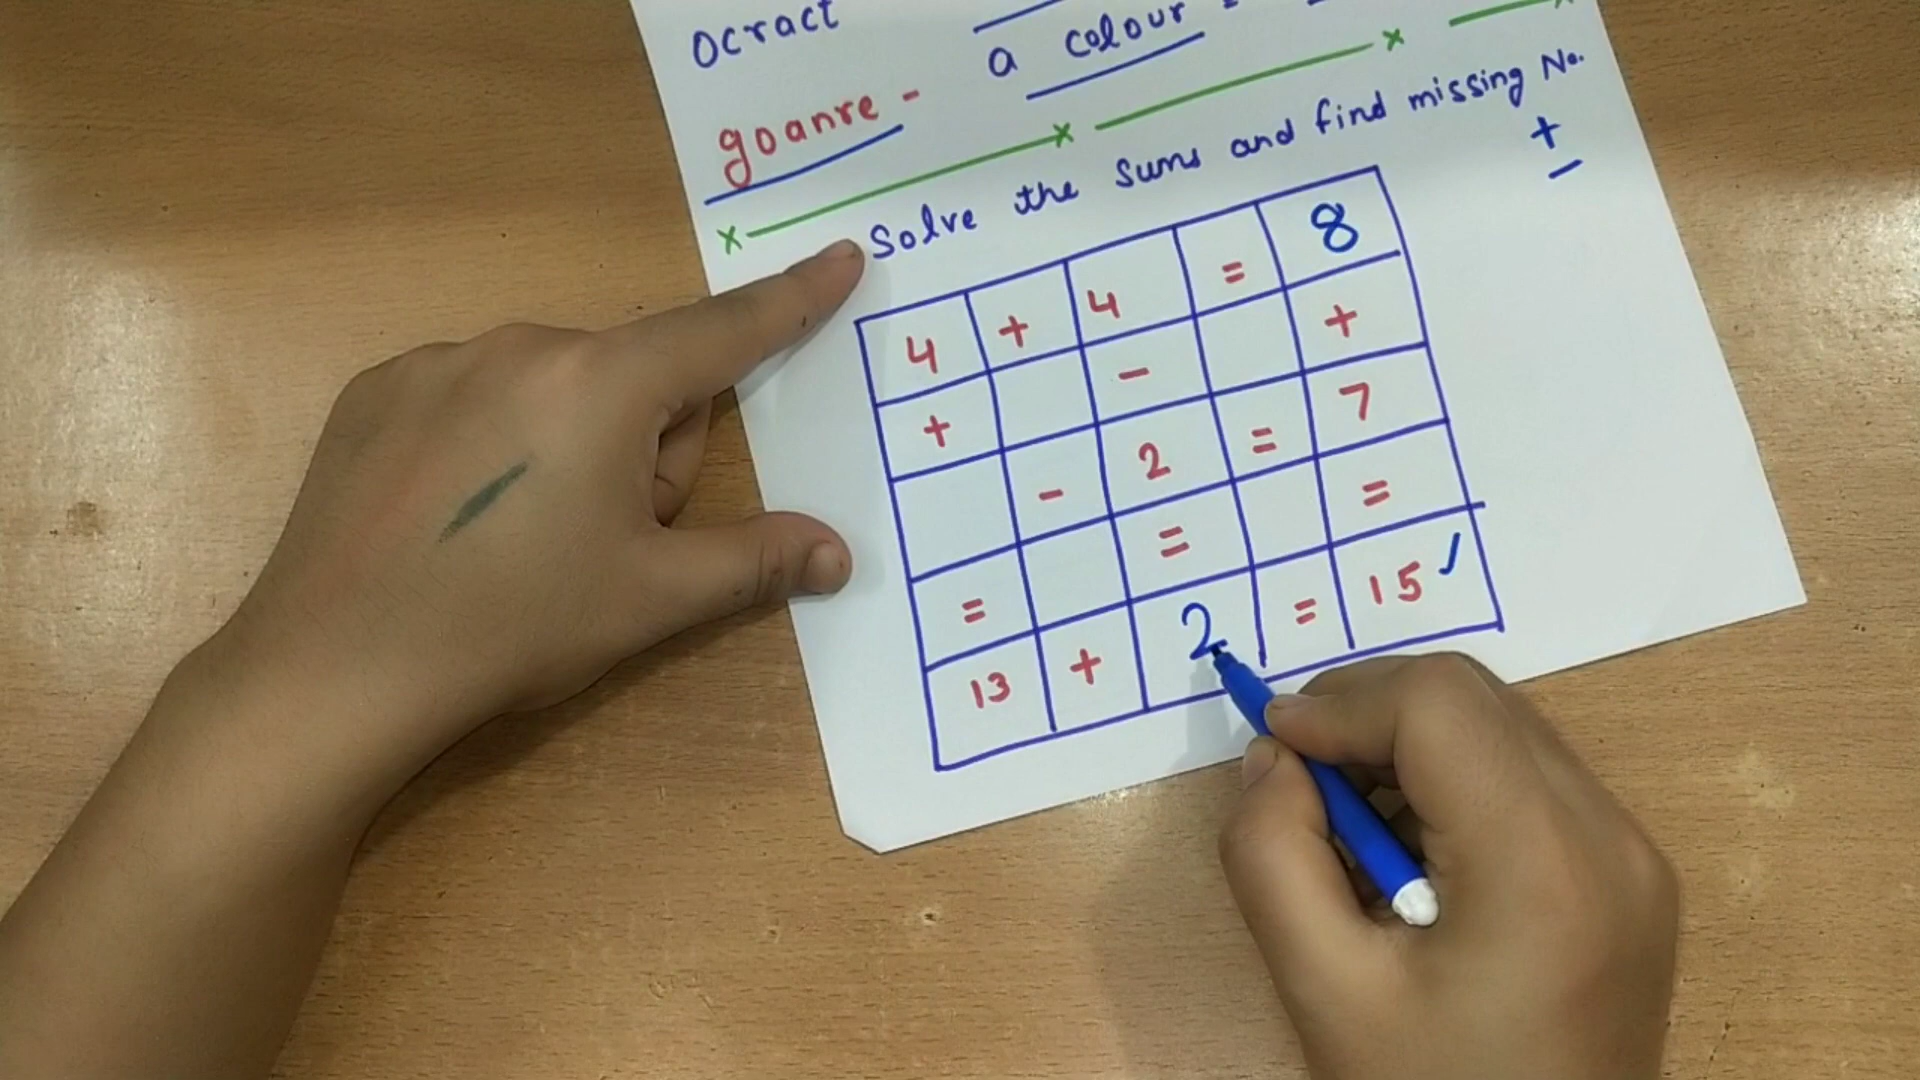 ocract
a colour -
goanre -
Solve the sums and find missing No.
+
-
4 + 4 = 8
+ - +
- 2 = 7
= = =
13 + 2 = 15 ✓